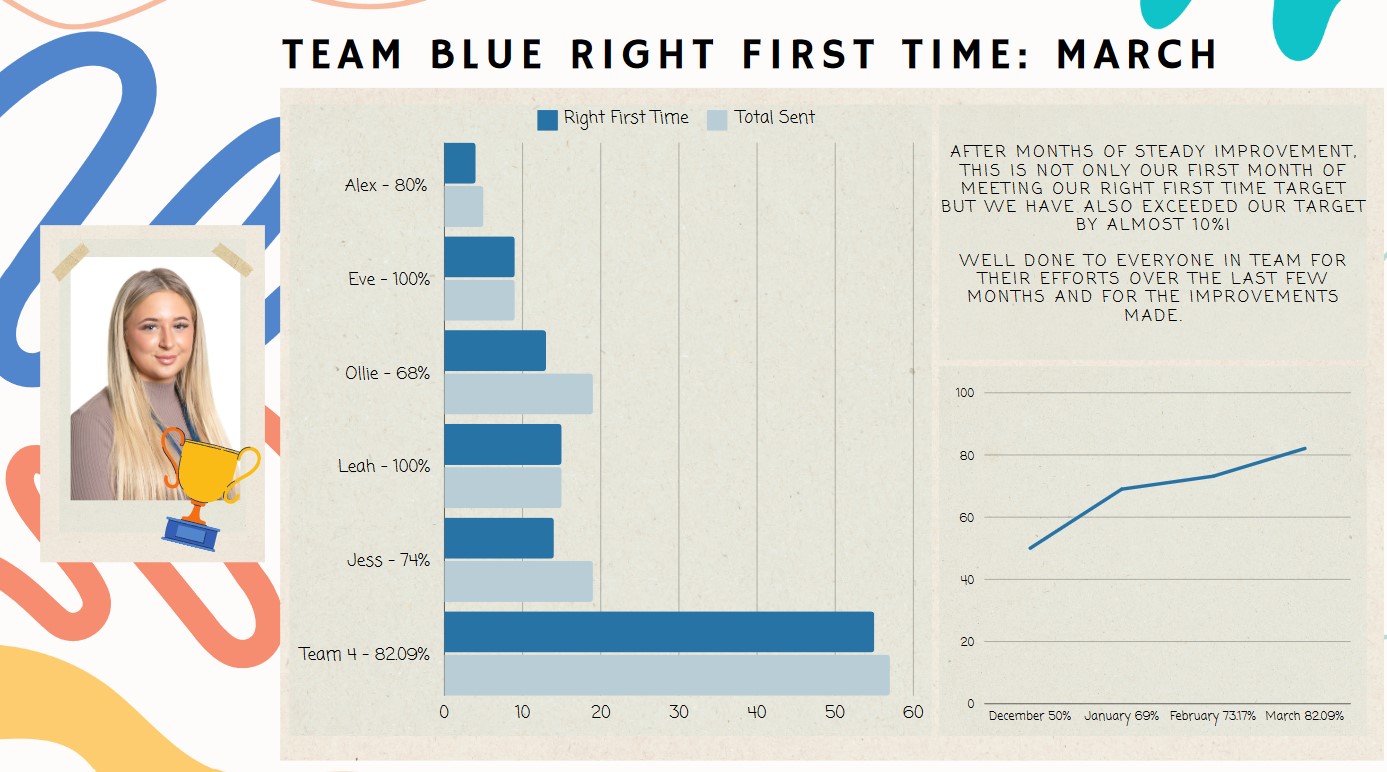 TEAM BLUE RIGHT FIRST TIME: MARCH
Right First Time
Total Sent
Alex - 80%
Eve - 100%
Ollie - 68%
Leah - 100%
Jess - 74%
Team 4 - 82.09%
0 10 20 30 40 50 60
AFTER MONTHS OF STEADY IMPROVEMENT,
THIS IS NOT ONLY OUR FIRST MONTH OF
MEETING OUR RIGHT FIRST TIME TARGET
BUT WE HAVE ALSO EXCEEDED OUR TARGET
BY ALMOST 10%!
WELL DONE TO EVERYONE IN TEAM FOR
THEIR EFFORTS OVER THE LAST FEW
MONTHS AND FOR THE IMPROVEMENTS
MADE.
100
80
60
40
20
0
December 50% January 69% February 73.17% March 82.09%